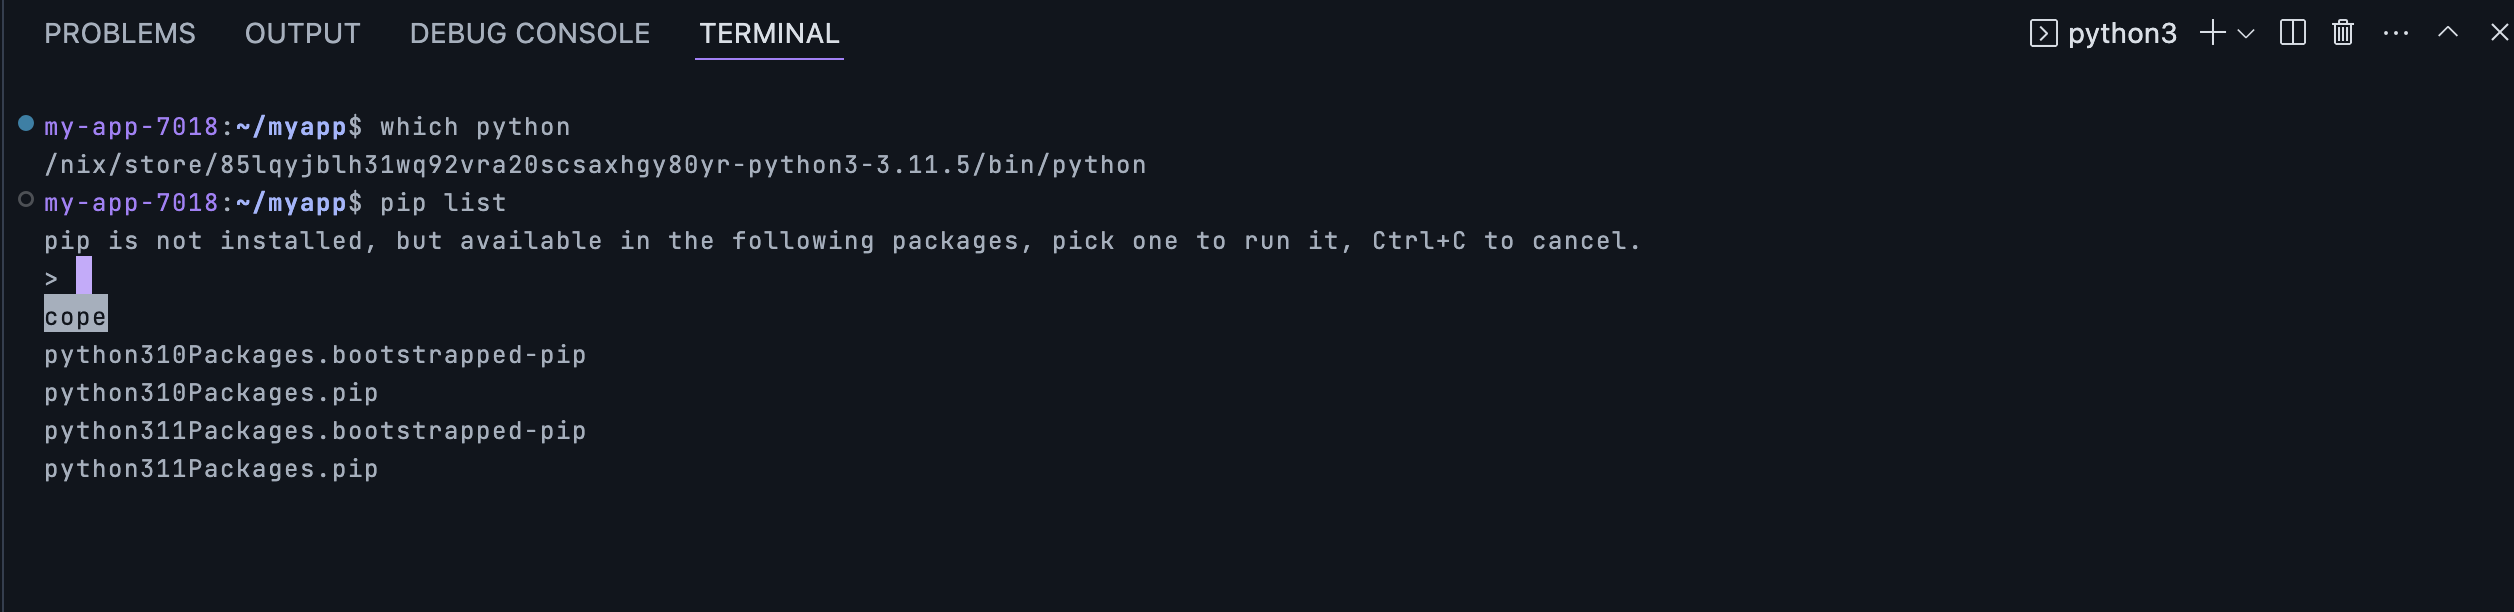 PROBLEMS OUTPUT DEBUG CONSOLE TERMINAL python3
my-app-7018:~/myapp$ which python
/nix/store/85lqyjblh31wq92vra20scsaxhgy80yr-python3-3.11.5/bin/python
my-app-7018:~/myapp$ pip list
pip is not installed, but available in the following packages, pick one to run it, Ctrl+C to cancel.
>
cope
python310Packages.bootstrapped-pip
python310Packages.pip
python311Packages.bootstrapped-pip
python311Packages.pip